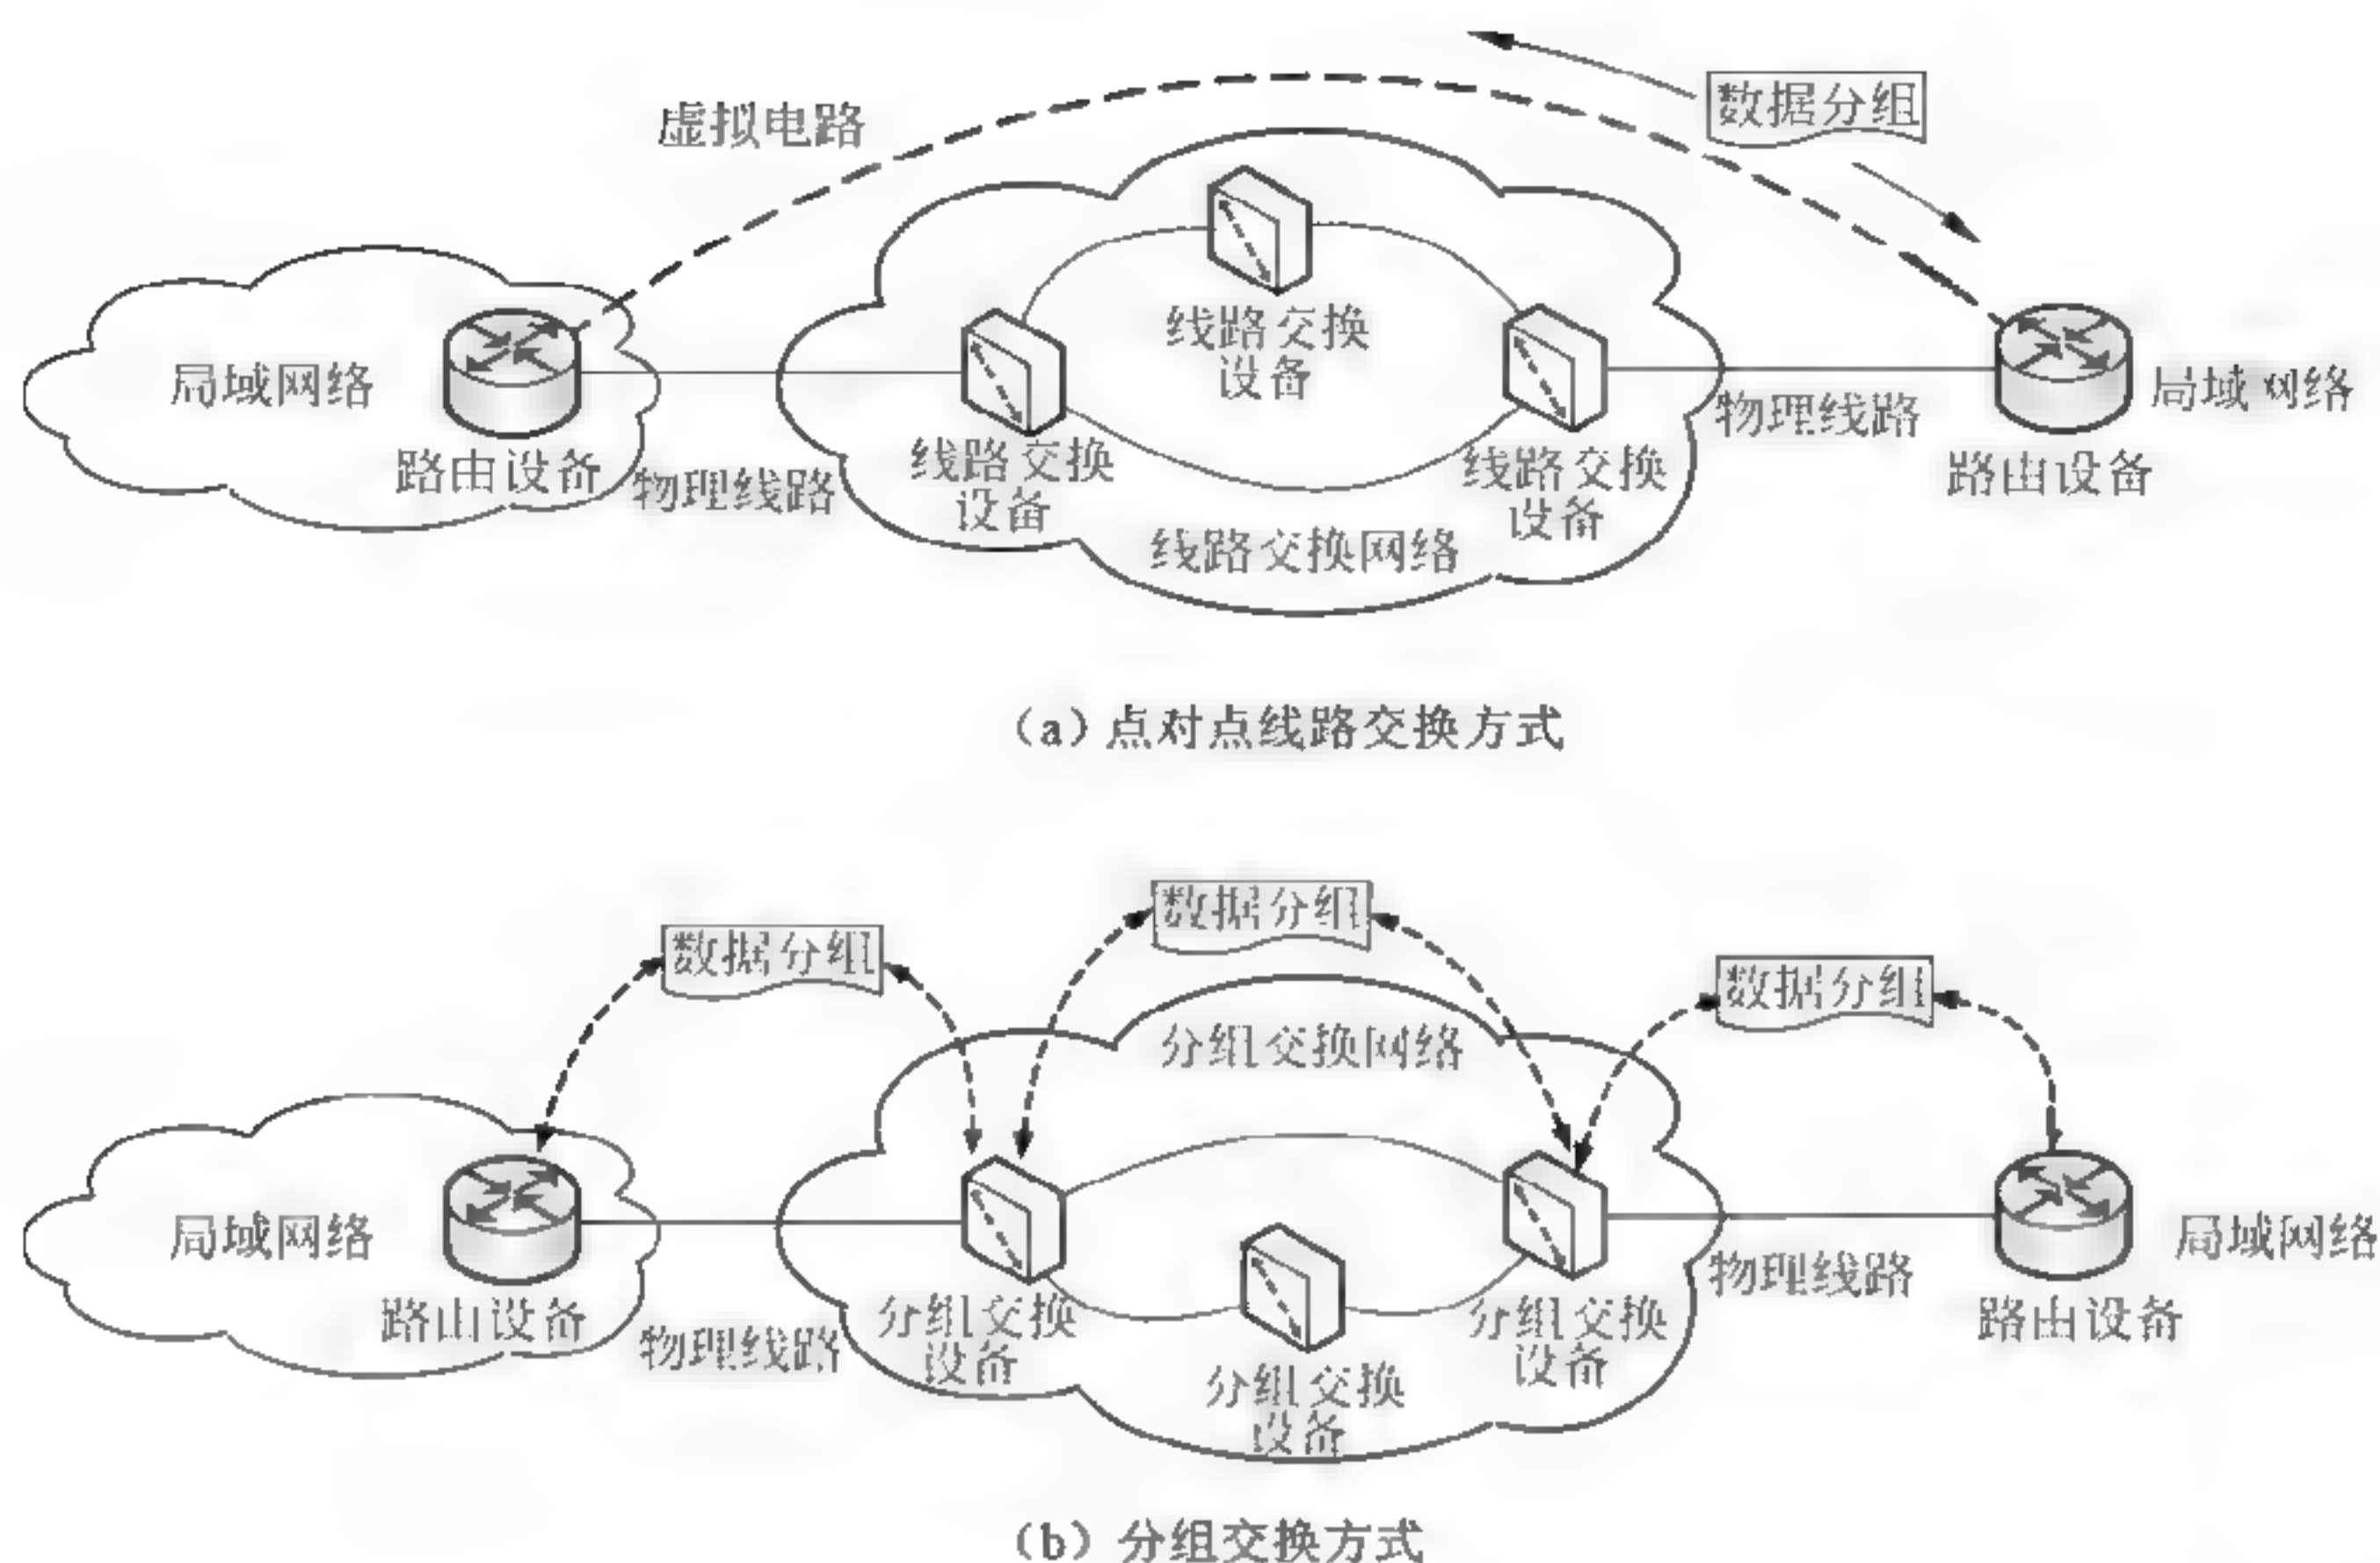 数据分组
虚拟电路
线路交换
设备
局域网络
物理线路
局域网络
路由设备
物理线路
线路交换
设备
线路交换
设备
路由设备
线路交换网络
(a) 点对点线路交换方式
数据分组
数据分组
数据分组
分组交换网络
局域网络
局域网络
路由设备
物理线路
分组交换
设备
分组交换
设备
分组交换
设备
物理线路
路由设备
(b) 分组交换方式